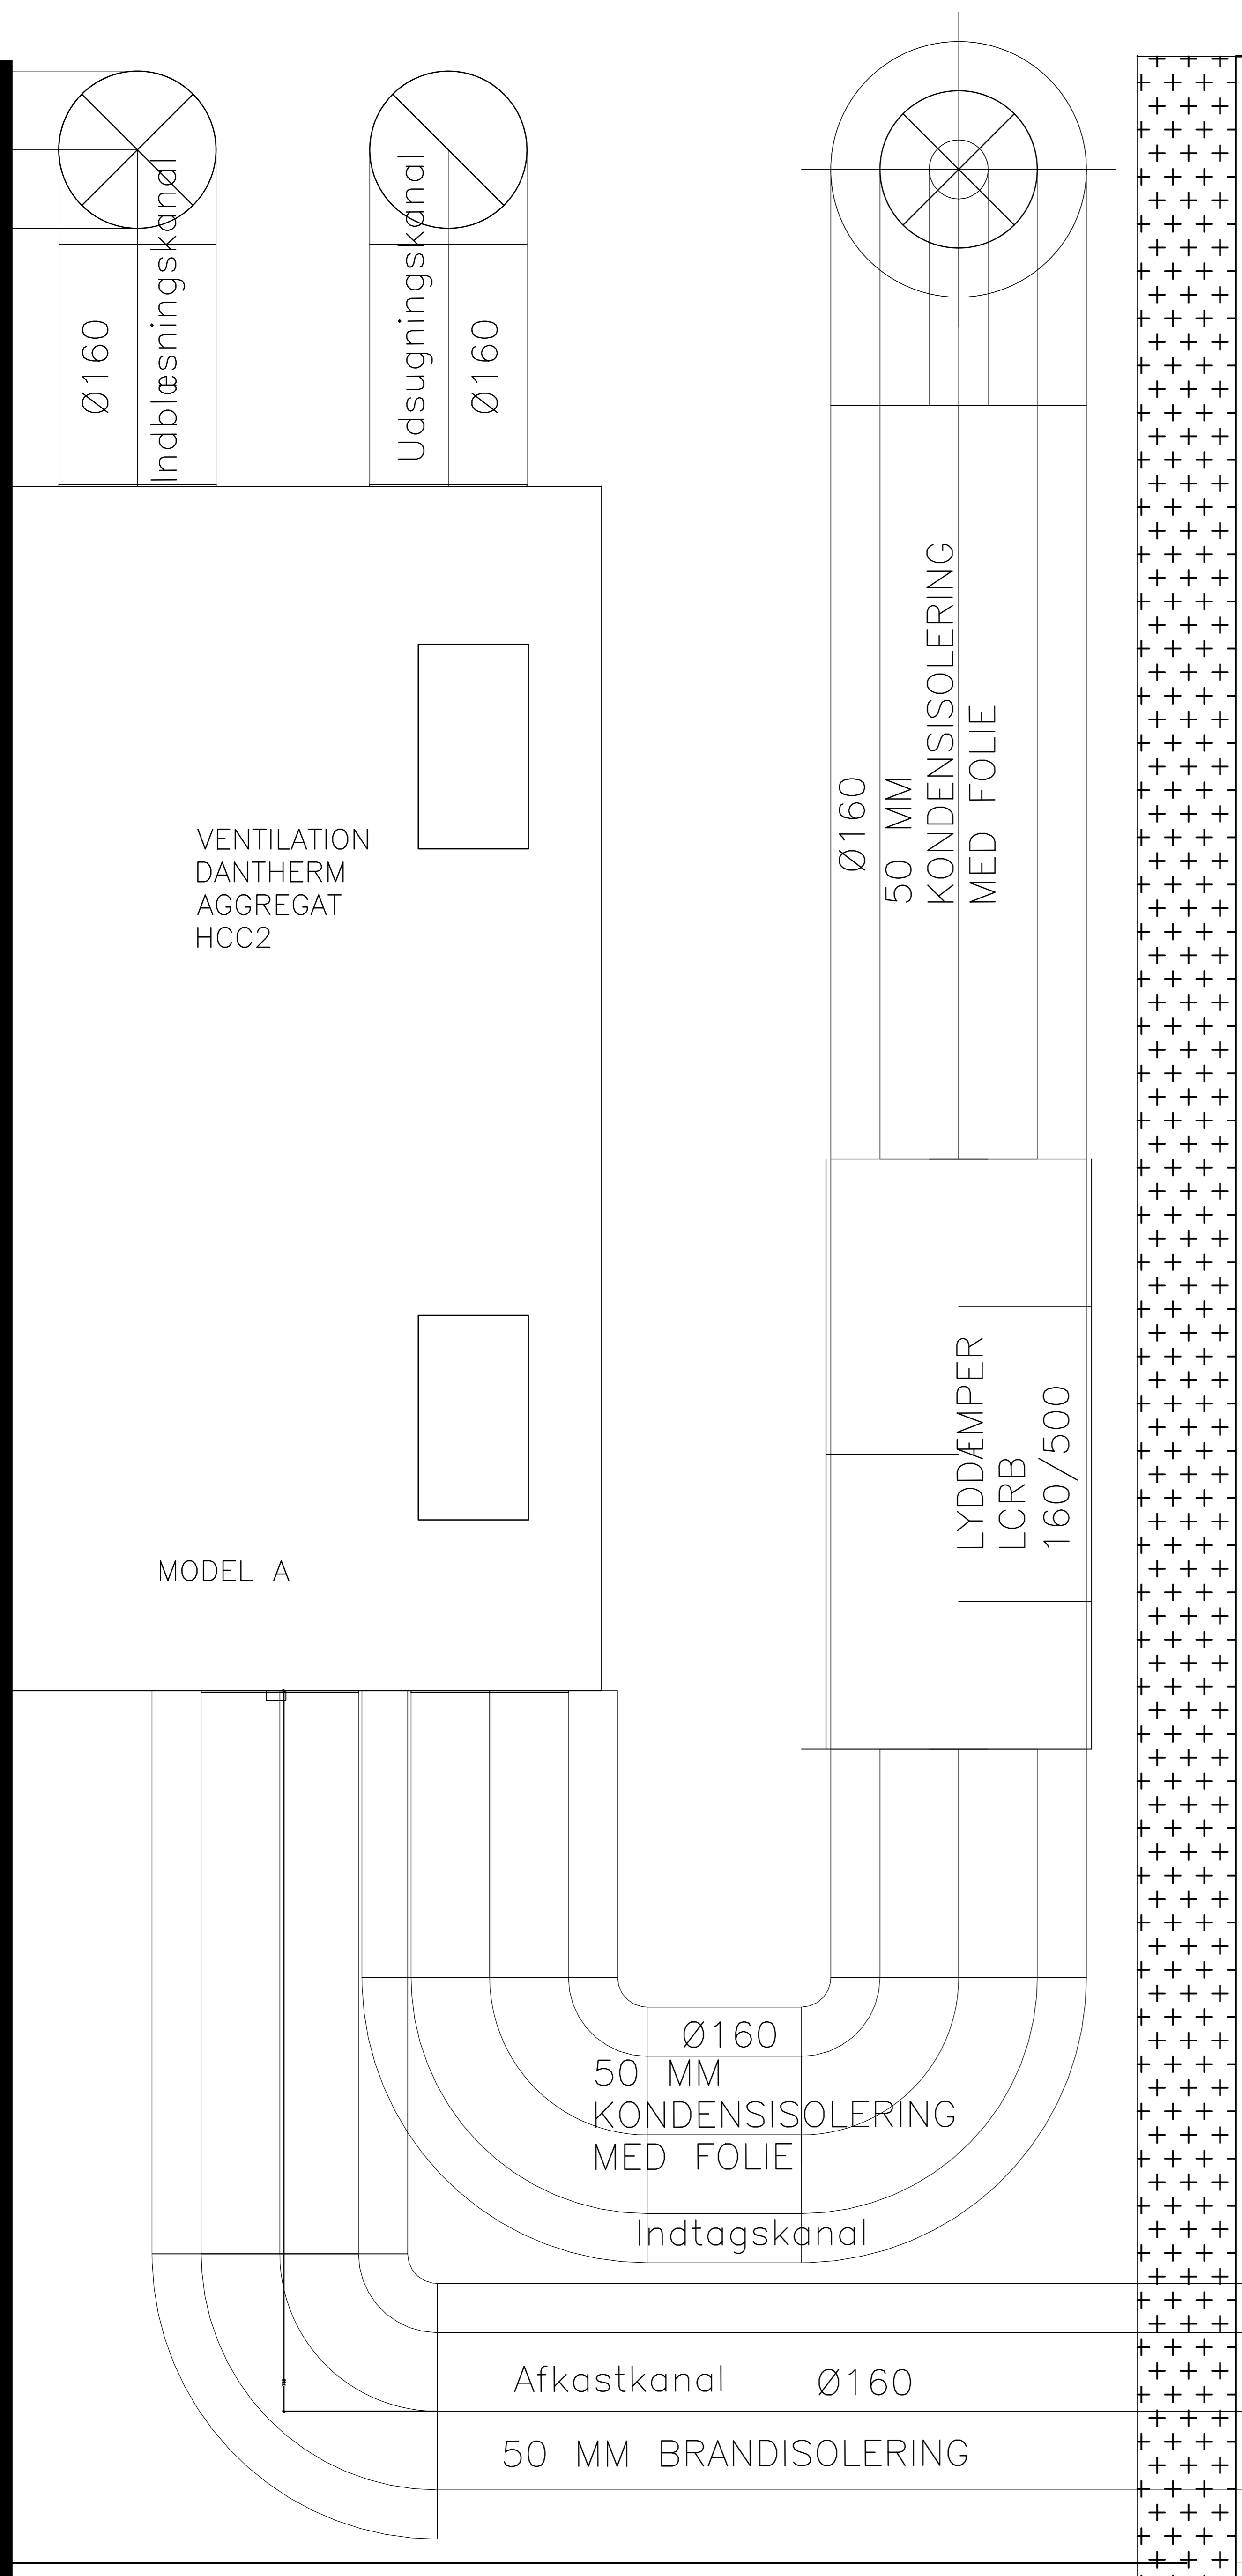 Ø160
Indblæsningskanal
Udsugningskanal
Ø160
Ø160
50 MM
KONDENSISOLERING
MED FOLIE
VENTILATION
DANTHERM
AGGREGAT
HCC2
LYDDÆMPER
LCRB
160/500
MODEL A
Ø160
50 MM
KONDENSISOLERING
MED FOLIE
Indtagskanal
Afkastkanal Ø160
50 MM BRANDISOLERING